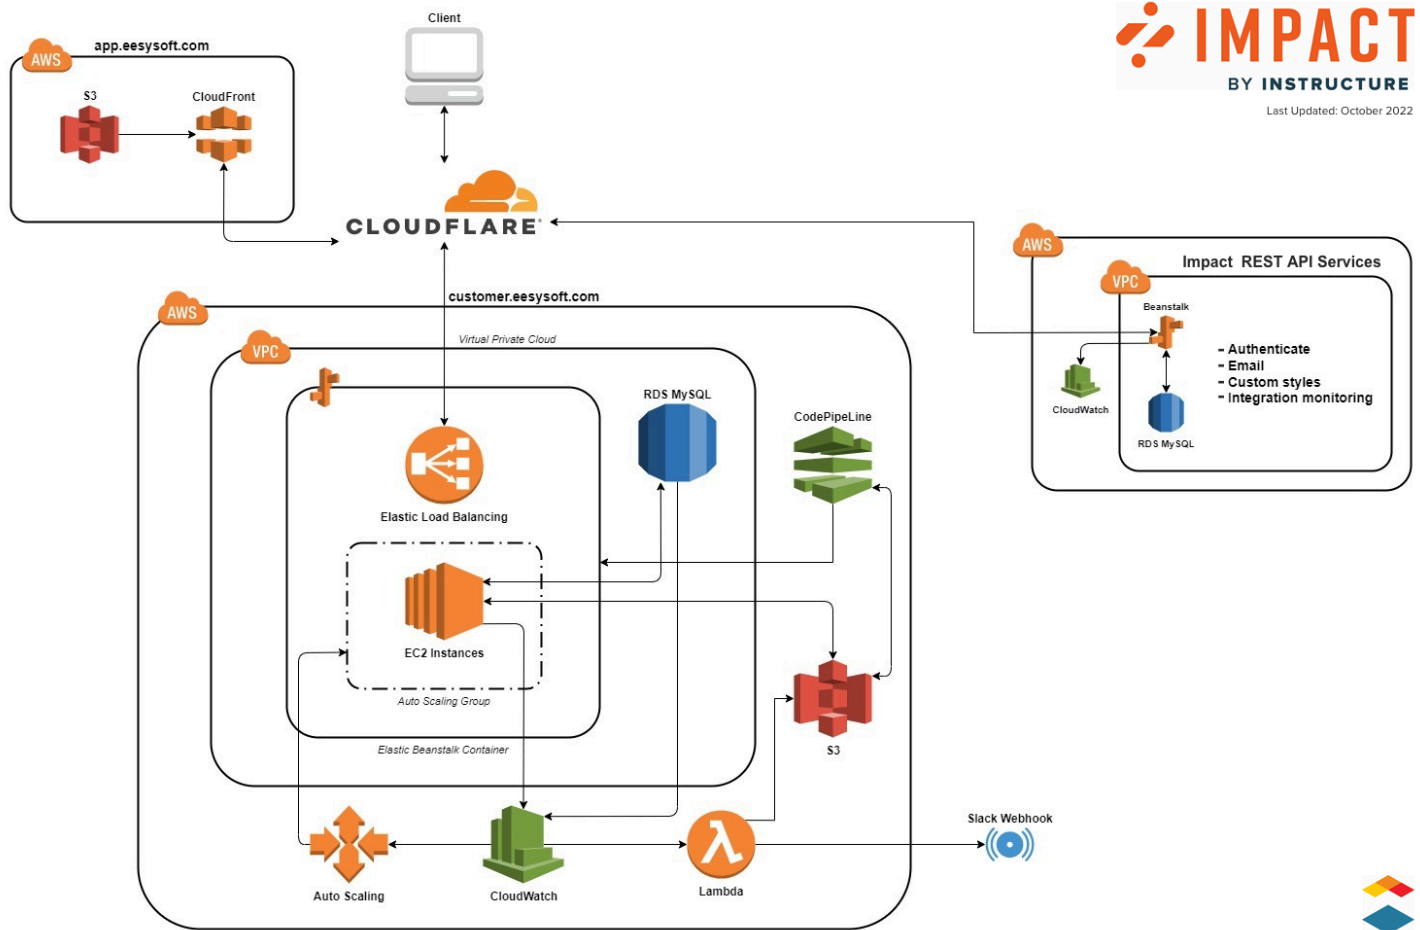 Client
IMPACT
BY INSTRUCTURE
Last Updated: October 2022
AWS
app.eesysoft.com
S3
CloudFront
CLOUDFLARE
AWS
Impact REST API Services
VPC
Beanstalk
- Authenticate
- Email
- Custom styles
- Integration monitoring
CloudWatch
RDS MySQL
AWS
customer.eesysoft.com
VPC
Virtual Private Cloud
RDS MySQL
CodePipeLine
Elastic Load Balancing
EC2 Instances
Auto Scaling Group
Elastic Beanstalk Container
S3
Slack Webhook
Auto Scaling
CloudWatch
λ
Lambda